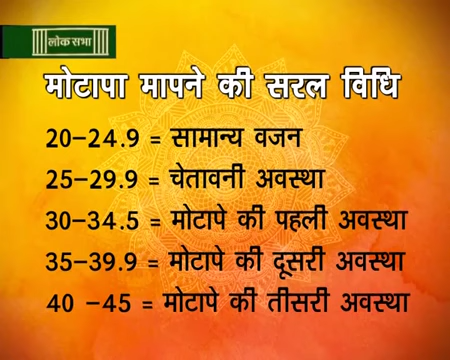 लोक सभा
मोटापा मापने की सरल विधि
20-24.9 = सामान्य वजन
25-29.9 = चेतावनी अवस्था
30-34.5 = मोटापे की पहली अवस्था
35-39.9 = मोटापे की दूसरी अवस्था
40 -45 = मोटापे की तीसरी अवस्था